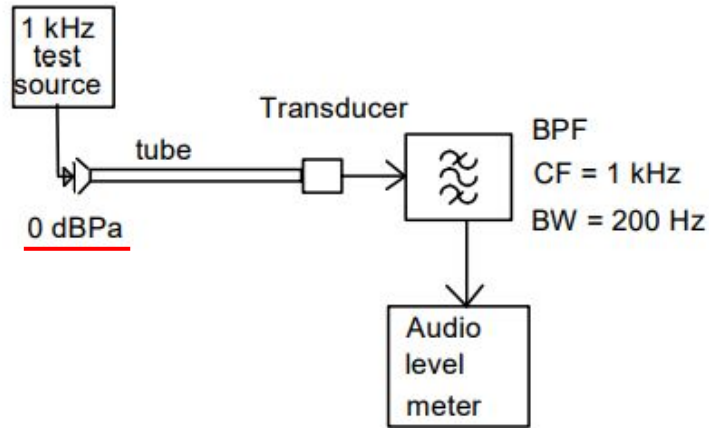 1 kHz
test
source
Transducer
tube
BPF
CF = 1 kHz
BW = 200 Hz
0 dBPa
Audio
level
meter